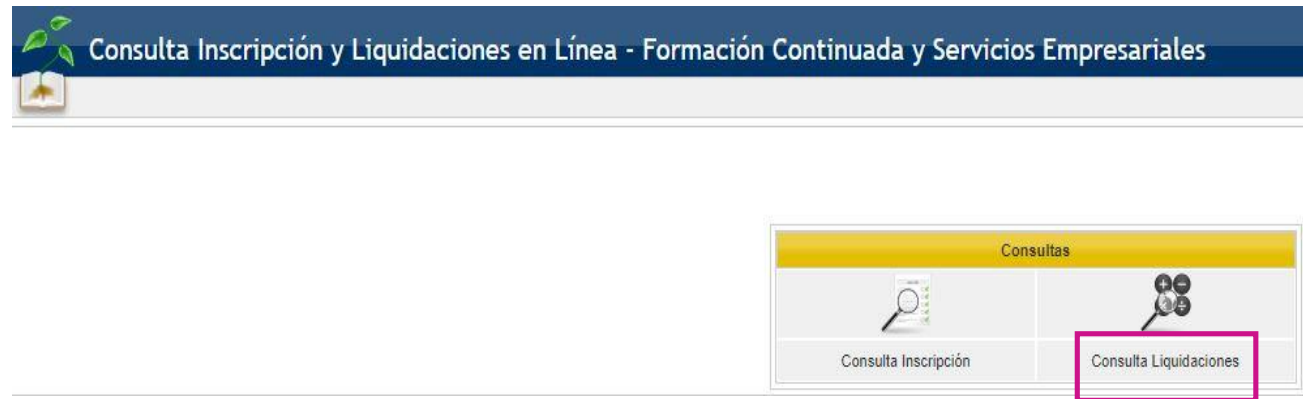 Consulta Inscripción y Liquidaciones en Línea - Formación Continuada y Servicios Empresariales
Consultas
Consulta Inscripción
Consulta Liquidaciones